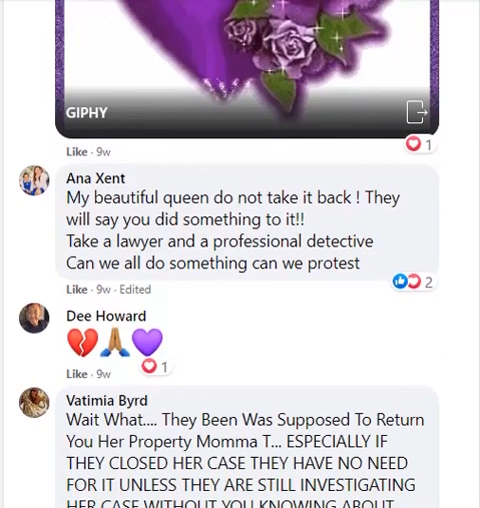 GIPHY
1
Like · 9w
Ana Xent
My beautiful queen do not take it back ! They
will say you did something to it!!
Take a lawyer and a professional detective
Can we all do something can we protest
Like · 9w · Edited
2
Dee Howard
💔🙏🏾💜
1
Like · 9w
Vatimia Byrd
Wait What.... They Been Was Supposed To Return
You Her Property Momma T... ESPECIALLY IF
THEY CLOSED HER CASE THEY HAVE NO NEED
FOR IT UNLESS THEY ARE STILL INVESTIGATING
HER CASE WITHOUT YOU KNOWING ABOUT